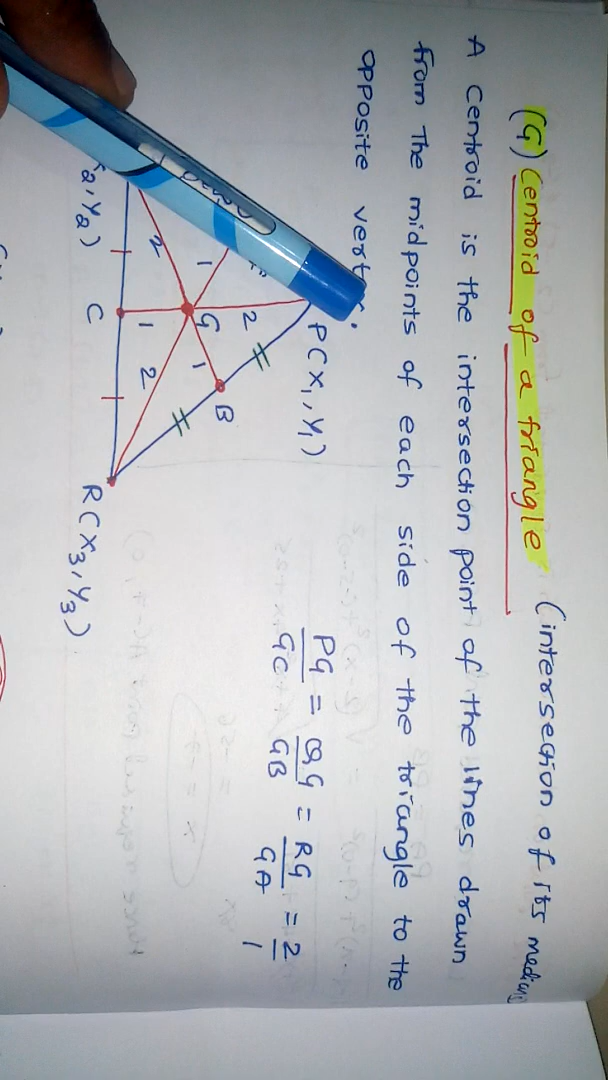 (G) Centroid of a triangle (intersection of its medians)
A Centroid is the intersection point of the lines drawn
from The midpoints of each side of the triangle to the
opposite
P(x₁,y₁)
2
1
G
1
B
2
1
2
C
x₂,y₂)
R(x₃,y₃)
PG/GC = QG/GB = RG/GA = 2/1